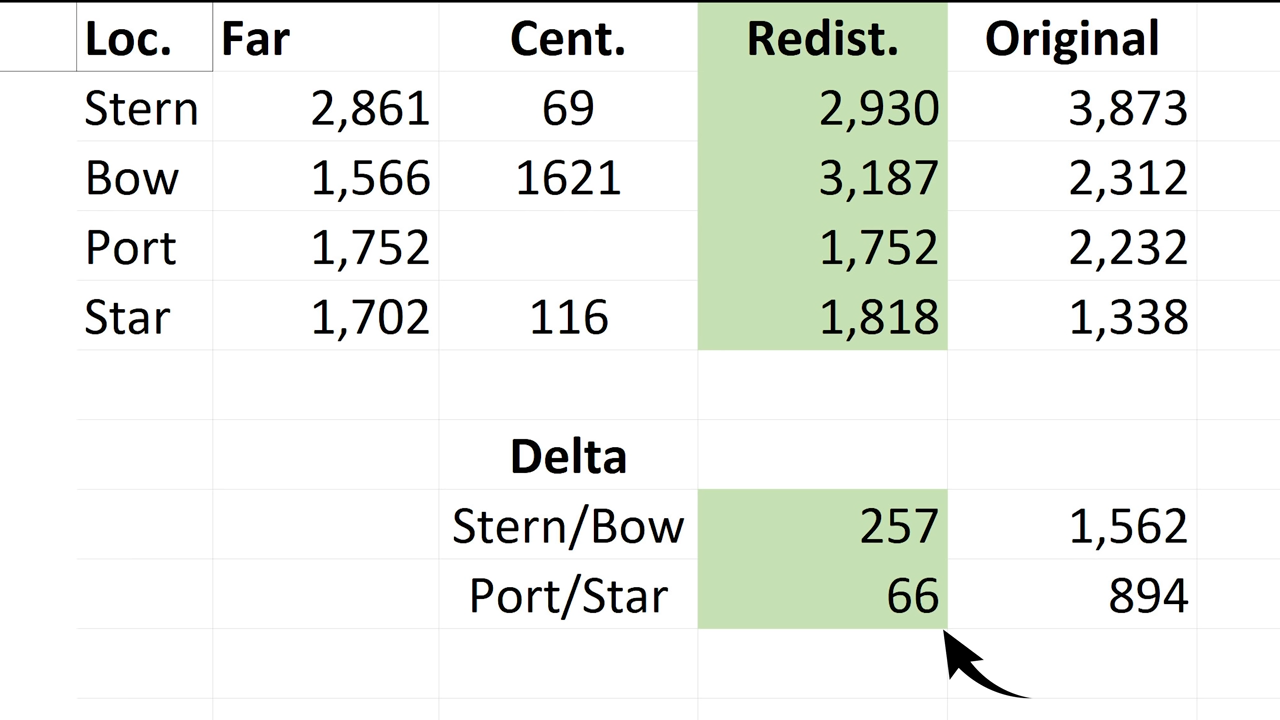 Loc. Far Cent. Redist. Original
Stern 2,861 69 2,930 3,873
Bow 1,566 1621 3,187 2,312
Port 1,752 1,752 2,232
Star 1,702 116 1,818 1,338
Delta
Stern/Bow 257 1,562
Port/Star 66 894